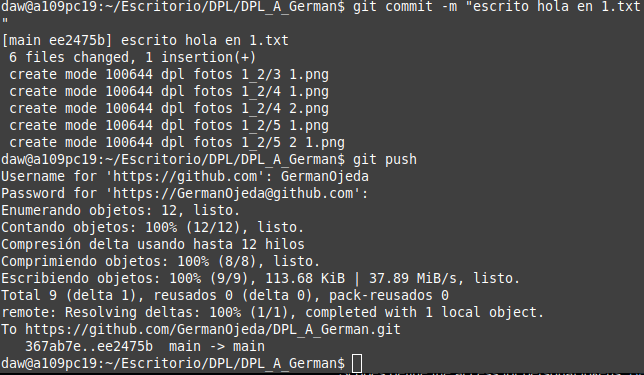 daw@a109pc19:~/Escritorio/DPL/DPL_A_German$ git commit -m "escrito hola en 1.txt
"
[main ee2475b] escrito hola en 1.txt
 6 files changed, 1 insertion(+)
 create mode 100644 dpl fotos 1_2/3 1.png
 create mode 100644 dpl fotos 1_2/4 1.png
 create mode 100644 dpl fotos 1_2/4 2.png
 create mode 100644 dpl fotos 1_2/5 1.png
 create mode 100644 dpl fotos 1_2/5 2 1.png
daw@a109pc19:~/Escritorio/DPL/DPL_A_German$ git push
Username for 'https://github.com': GermanOjeda
Password for 'https://GermanOjeda@github.com':
Enumerando objetos: 12, listo.
Contando objetos: 100% (12/12), listo.
Compresión delta usando hasta 12 hilos
Comprimiendo objetos: 100% (8/8), listo.
Escribiendo objetos: 100% (9/9), 113.68 KiB | 37.89 MiB/s, listo.
Total 9 (delta 1), reusados 0 (delta 0), pack-reusados 0
remote: Resolving deltas: 100% (1/1), completed with 1 local object.
To https://github.com/GermanOjeda/DPL_A_German.git
   367ab7e..ee2475b  main -> main
daw@a109pc19:~/Escritorio/DPL/DPL_A_German$